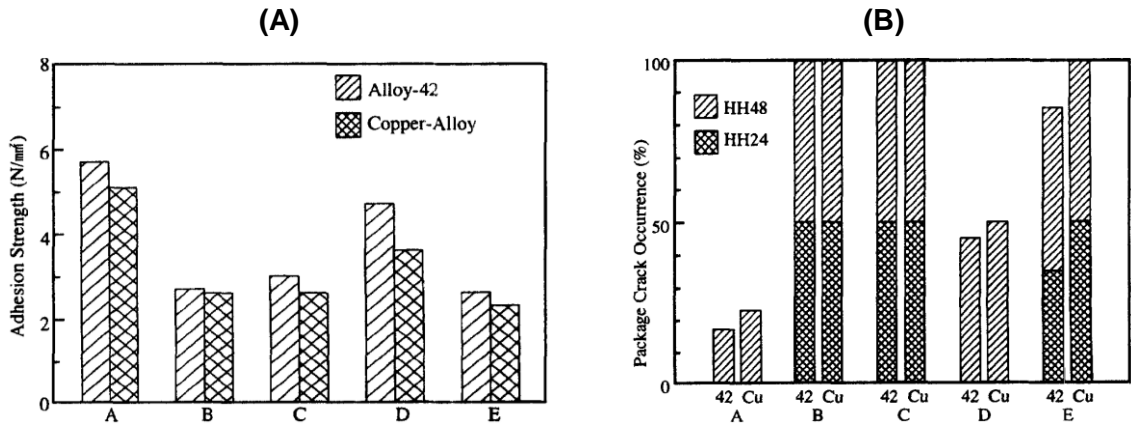 (A)
8
6
4
2
0
Adhesion Strength (N/mm²)
Alloy-42
Copper-Alloy
A B C D E
(B)
100
50
0
Package Crack Occurrence (%)
HH48
HH24
42 Cu 42 Cu 42 Cu 42 Cu 42 Cu
A B C D E